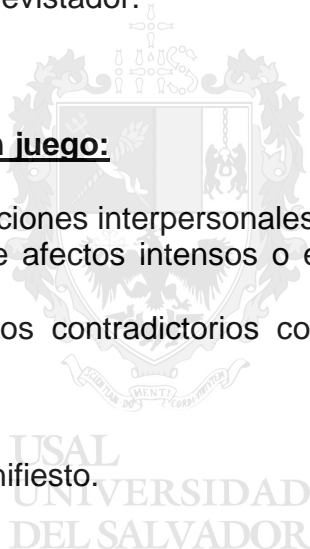 evistador.
juego:
ciones interpersonales
e afectos intensos o e
os contradictorios co
nifiesto.
USAL
UNIVERSIDAD
DEL SALVADOR